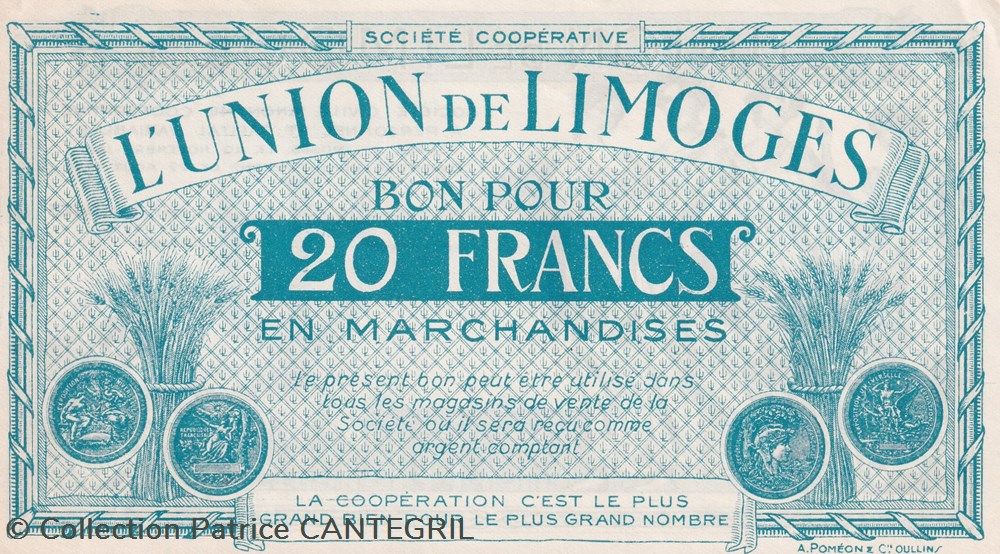 SOCIÉTÉ COOPÉRATIVE
L'UNION DE LIMOGES
BON POUR
20 FRANCS
EN MARCHANDISES
Le présent bon peut être utilisé dans
tous les magasins de vente de la
Société où il sera reçu comme
argent comptant
REPUBLIQUE
FRANCAISE
LA COOPÉRATION C'EST LE PLUS
GRAND BIEN POUR LE PLUS GRAND NOMBRE
© Collection Patrice CANTEGRIL
A. POMÉON & Cie OULLINS